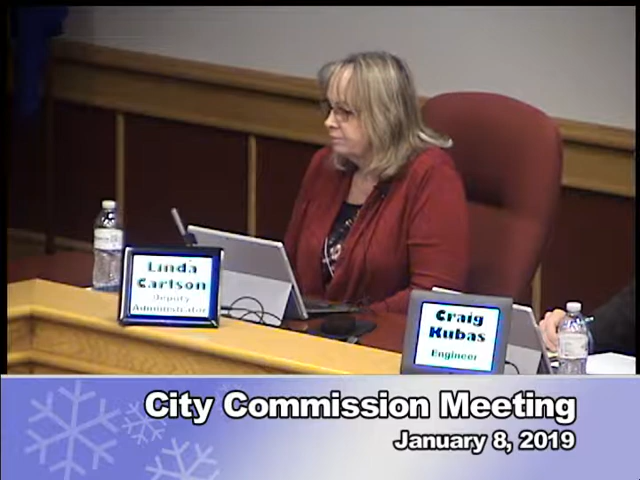 Linda
Carlson
Deputy
Administrator
Craig
Kubas
Engineer
City Commission Meeting
January 8, 2019